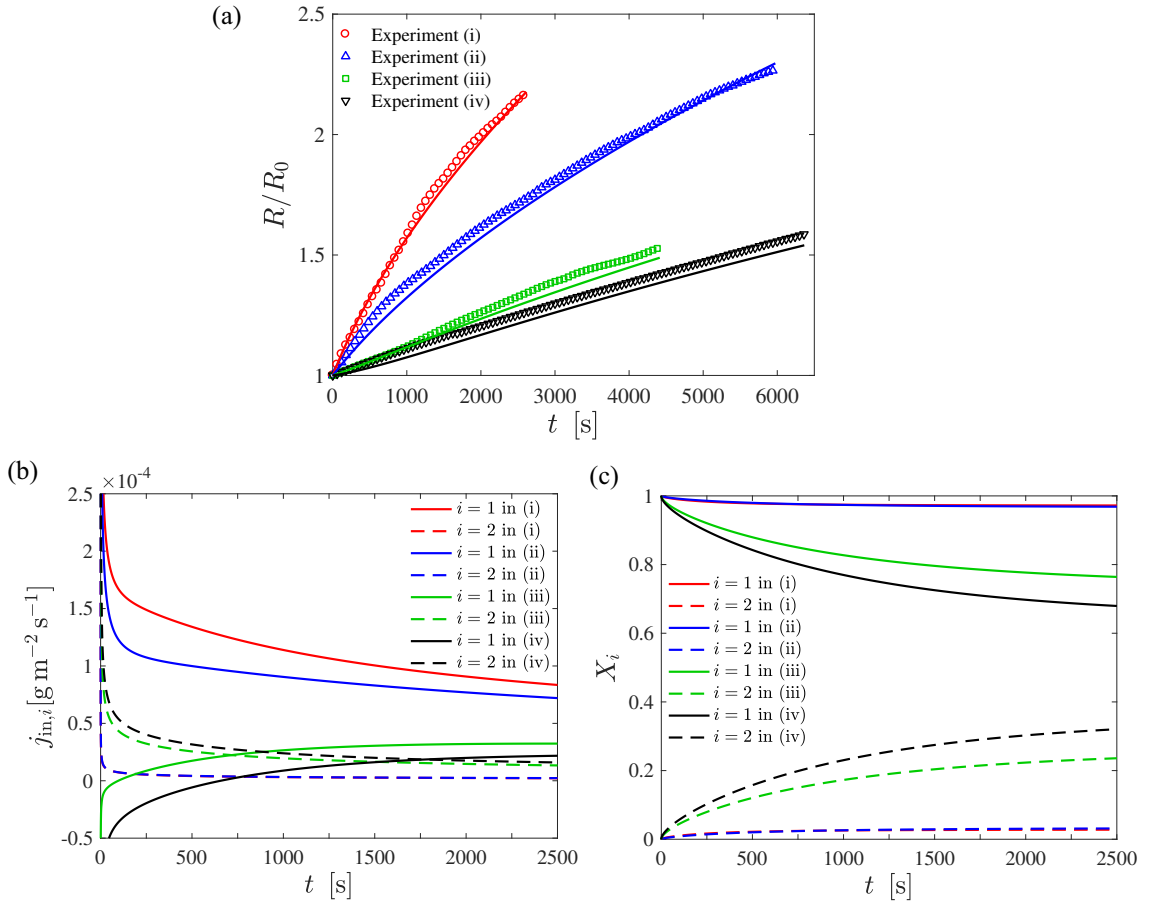 (a)
2.5
2
1.5
1
R/R₀
Experiment (i)
Experiment (ii)
Experiment (iii)
Experiment (iv)
0 1000 2000 3000 4000 5000 6000
t [s]
(b)
×10⁻⁴
2.5
2
1.5
1
0.5
0
-0.5
j_in,i [g m⁻² s⁻¹]
i = 1 in (i)
i = 2 in (i)
i = 1 in (ii)
i = 2 in (ii)
i = 1 in (iii)
i = 2 in (iii)
i = 1 in (iv)
i = 2 in (iv)
0 500 1000 1500 2000 2500
t [s]
(c)
1
0.8
0.6
0.4
0.2
0
X_i
i = 1 in (i)
i = 2 in (i)
i = 1 in (ii)
i = 2 in (ii)
i = 1 in (iii)
i = 2 in (iii)
i = 1 in (iv)
i = 2 in (iv)
0 500 1000 1500 2000 2500
t [s]